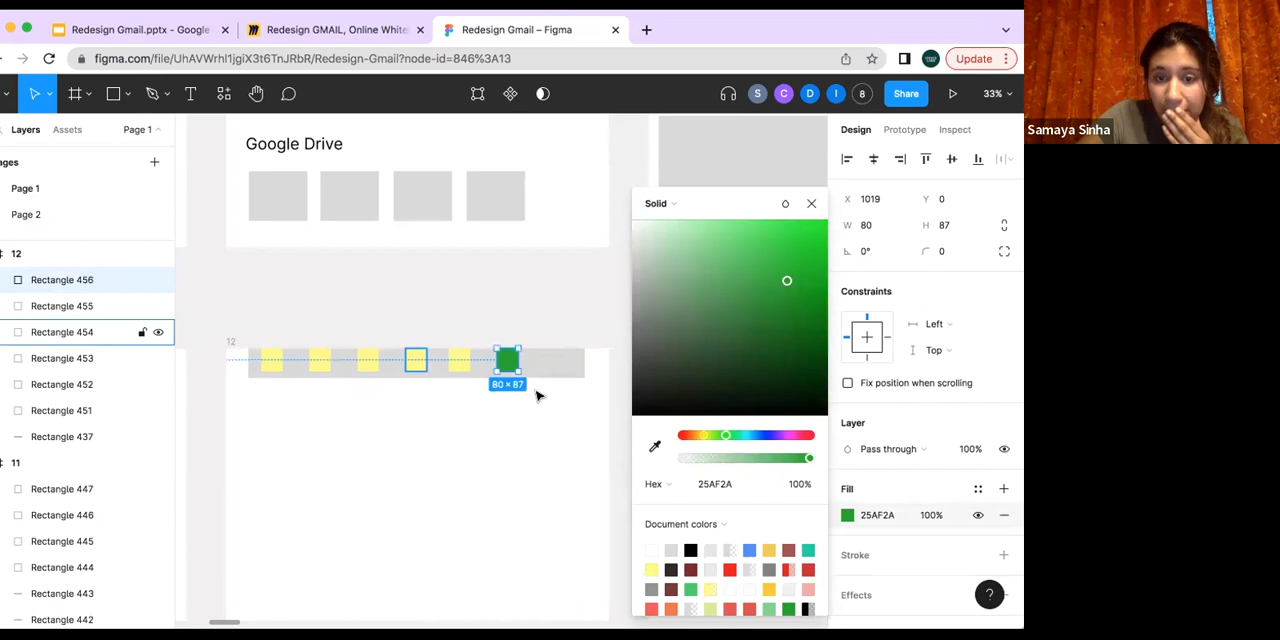 Redesign Gmail.pptx - Google
Redesign GMAIL, Online White
Redesign Gmail – Figma
figma.com/file/UhAVWrhl1jgiX3t6TnJRbR/Redesign-Gmail?node-id=846%3A13
Update
S C D I 8 Share 33%
Layers Assets Page 1
ages
Page 1
Page 2
12
Rectangle 456
Rectangle 455
Rectangle 454
Rectangle 453
Rectangle 452
Rectangle 451
Rectangle 437
11
Rectangle 447
Rectangle 446
Rectangle 445
Rectangle 444
Rectangle 443
Rectangle 442
Google Drive
12
80 × 87
Solid
Hex 25AF2A 100%
Document colors
Design Prototype Inspect
X 1019 Y 0
W 80 H 87
0° 0
Constraints
Left
Top
Fix position when scrolling
Layer
Pass through 100%
Fill
25AF2A 100%
Stroke
Effects
?
Samaya Sinha